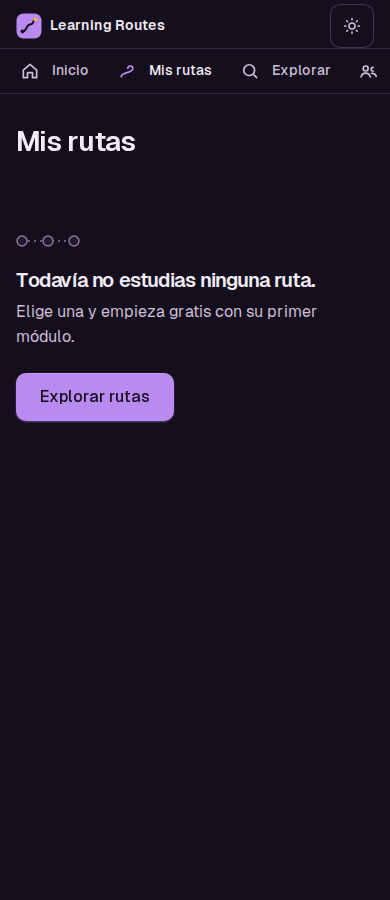 Learning Routes
Inicio
Mis rutas
Explorar
Mis rutas
Todavía no estudias ninguna ruta.
Elige una y empieza gratis con su primer
módulo.
Explorar rutas